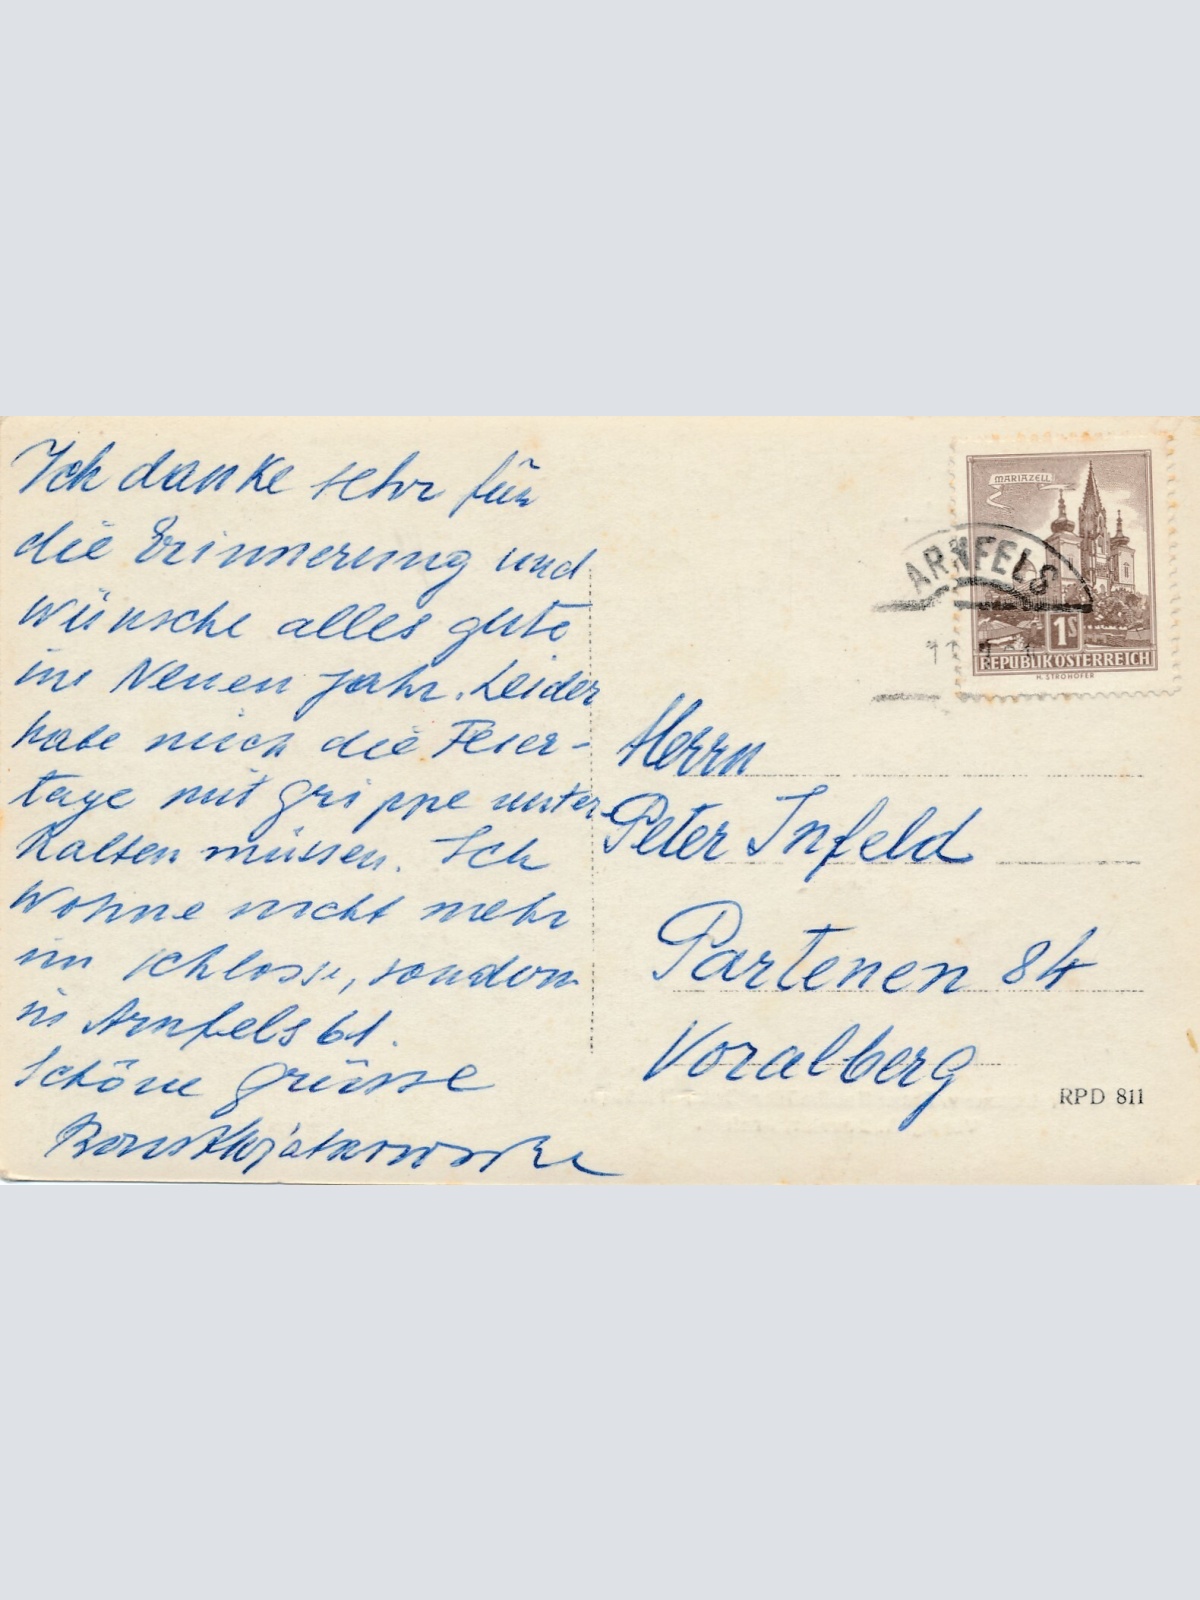 Ich danke sehr für
die Erinnerung und
wünsche alles gute
im Neuen Jahr. Leider
habe mich die Feier-
tage mit Grippe unter-
halten müssen. Ich
Wohne nicht mehr
im Schlosse, sondern
in Arnfels 61.
Schöne Grüsse
MARIAZELL
ARNFELS
1S
REPUBLIK ÖSTERREICH
H. STROHOFER
Herrn
Peter Infeld
Partenen 84
Voralberg
RPD 811